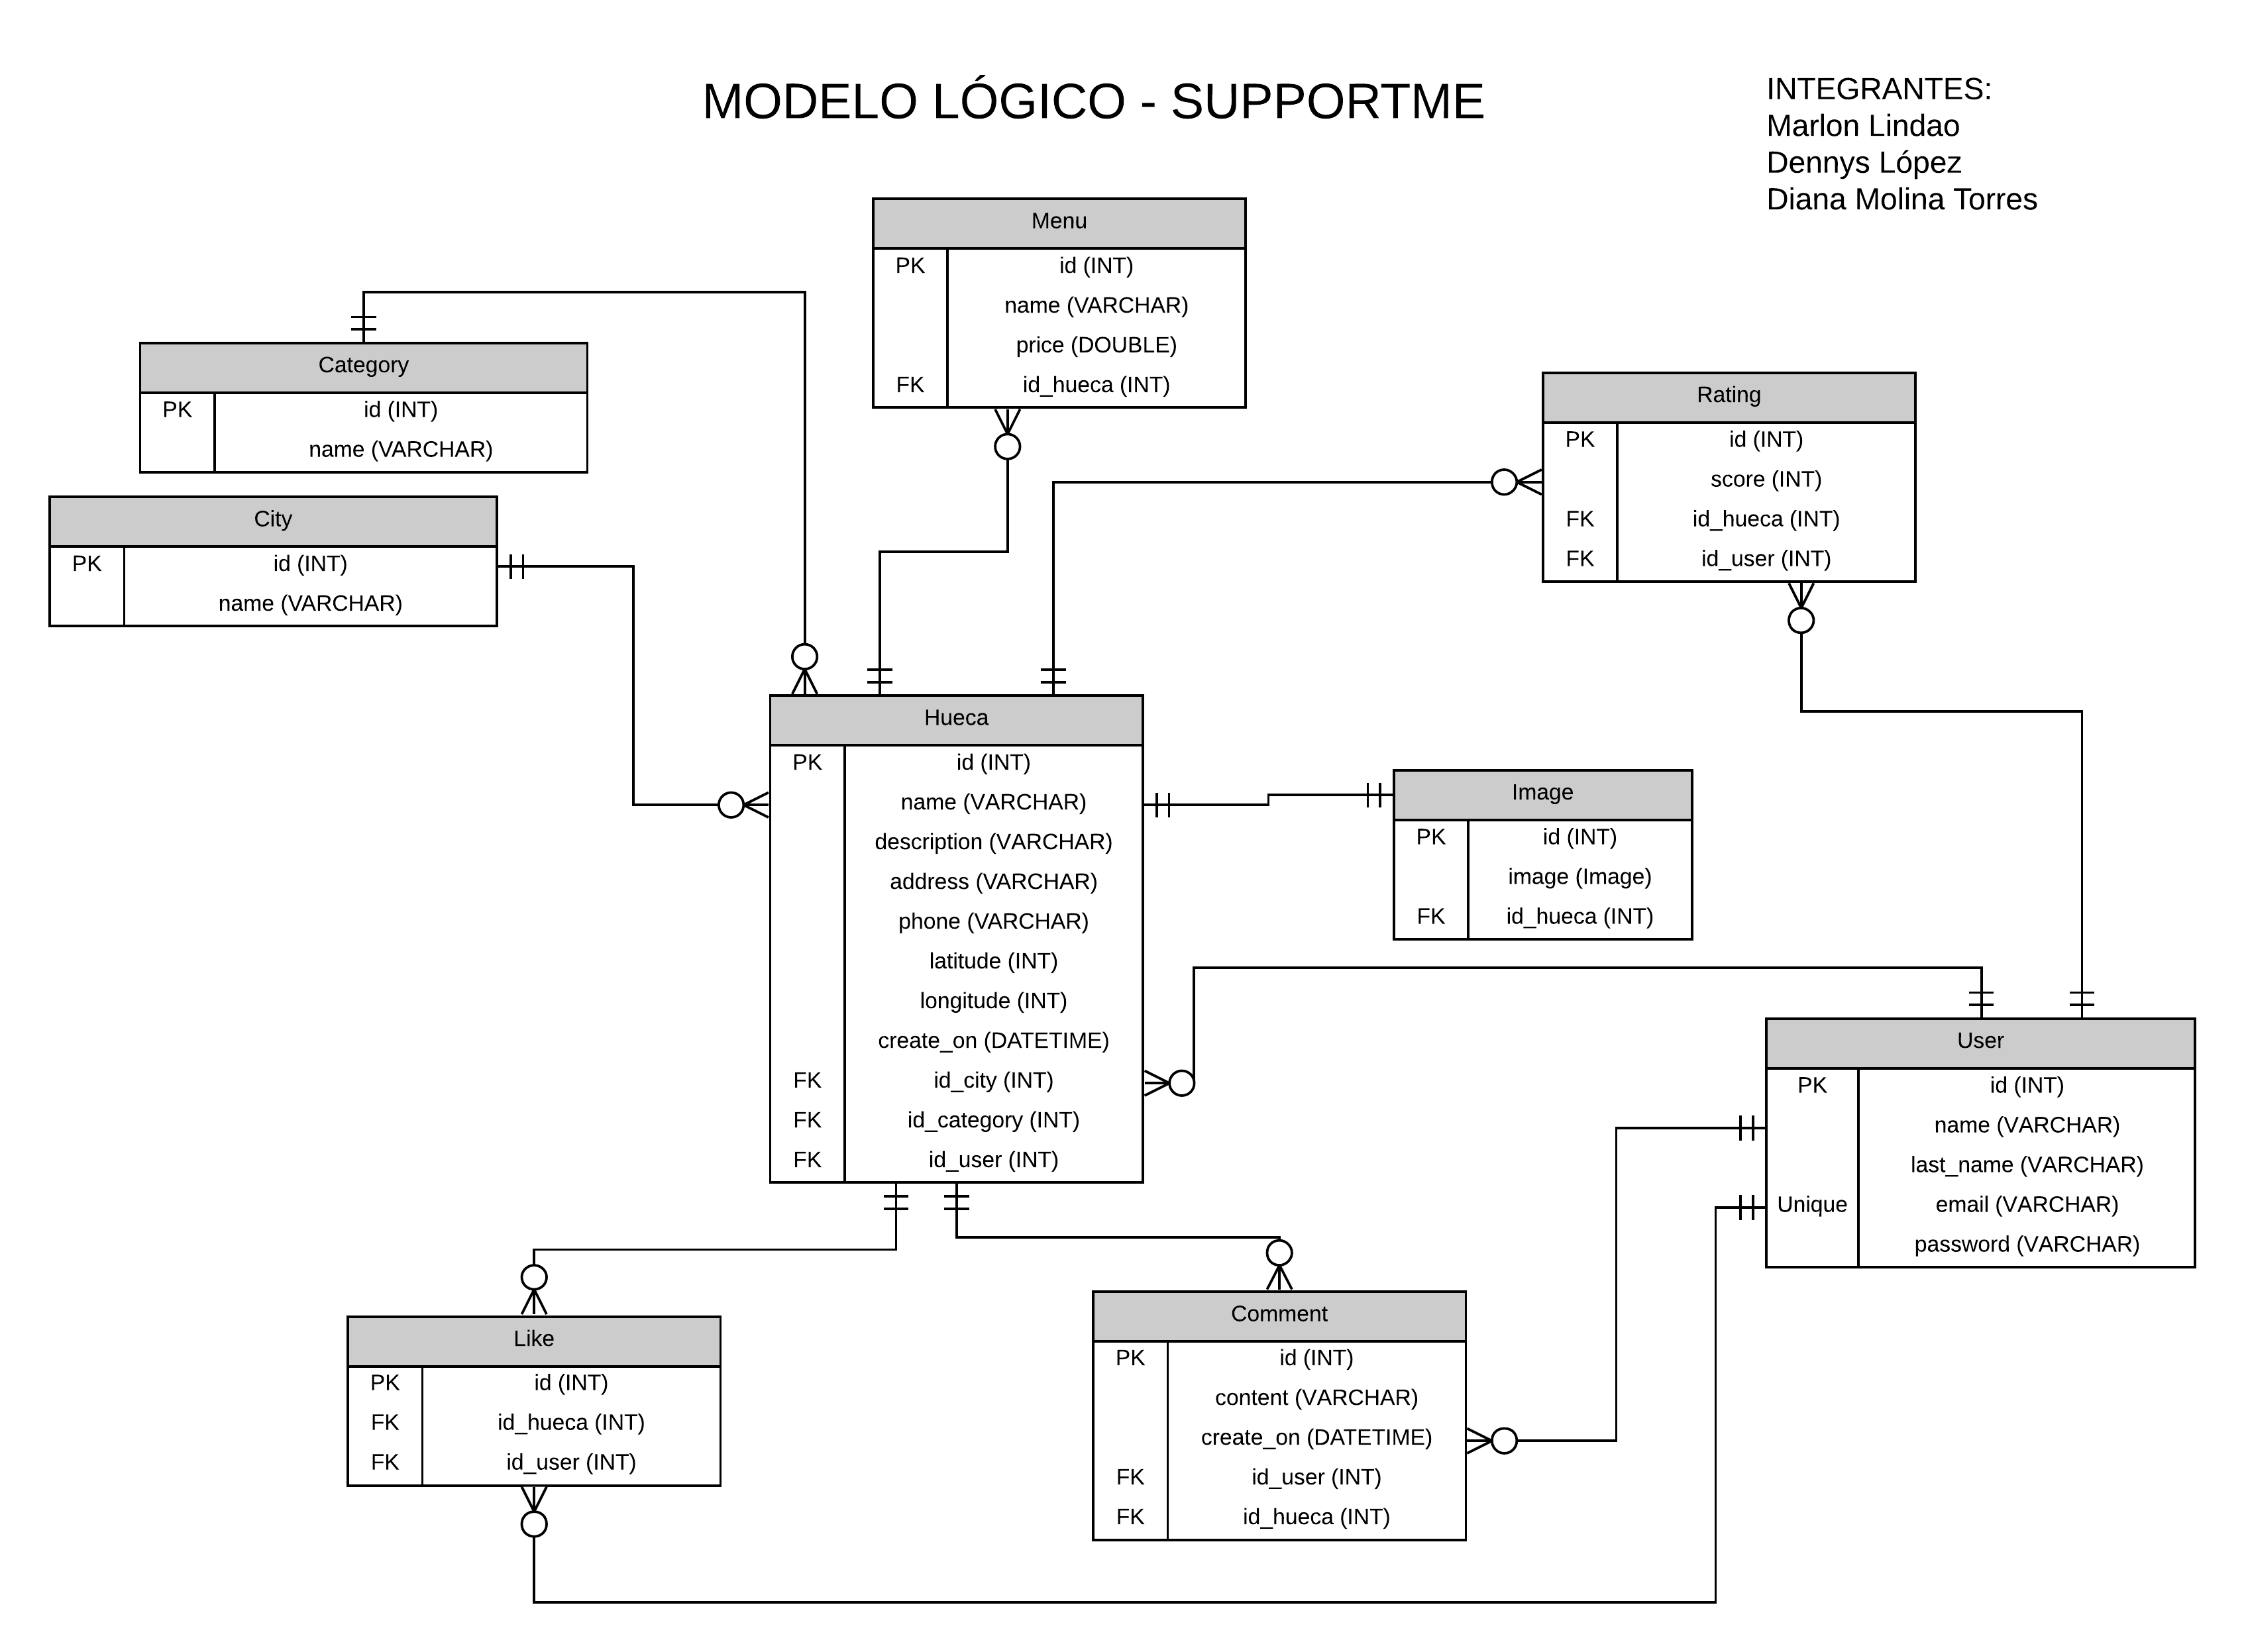 MODELO LÓGICO - SUPPORTME
INTEGRANTES:
Marlon Lindao
Dennys López
Diana Molina Torres
Menu
PK id (INT)
name (VARCHAR)
price (DOUBLE)
FK id_hueca (INT)
Category
PK id (INT)
name (VARCHAR)
Rating
PK id (INT)
score (INT)
FK id_hueca (INT)
FK id_user (INT)
City
PK id (INT)
name (VARCHAR)
Hueca
PK id (INT)
name (VARCHAR)
description (VARCHAR)
address (VARCHAR)
phone (VARCHAR)
latitude (INT)
longitude (INT)
create_on (DATETIME)
FK id_city (INT)
FK id_category (INT)
FK id_user (INT)
Image
PK id (INT)
image (Image)
FK id_hueca (INT)
User
PK id (INT)
name (VARCHAR)
last_name (VARCHAR)
Unique email (VARCHAR)
password (VARCHAR)
Like
PK id (INT)
FK id_hueca (INT)
FK id_user (INT)
Comment
PK id (INT)
content (VARCHAR)
create_on (DATETIME)
FK id_user (INT)
FK id_hueca (INT)